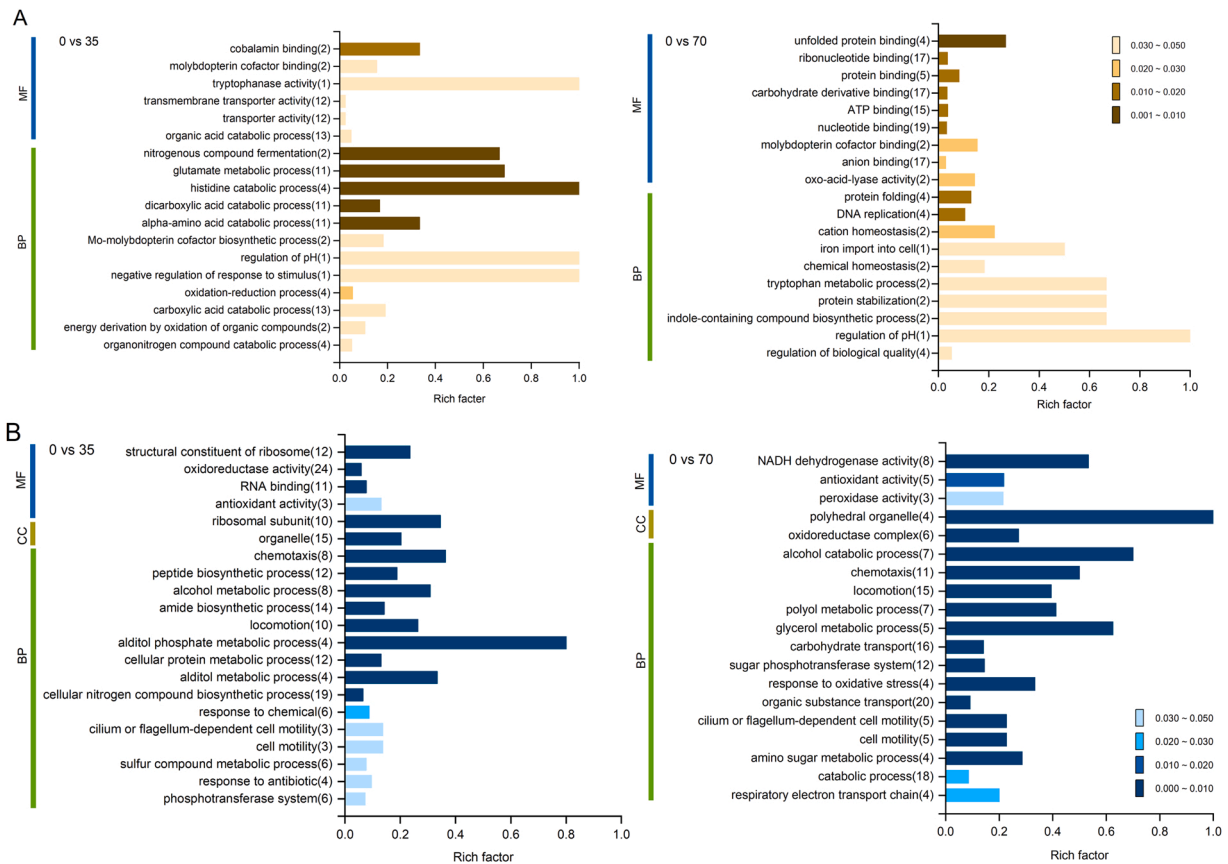 A
0 vs 35
MF
cobalamin binding(2)
molybdopterin cofactor binding(2)
tryptophanase activity(1)
transmembrane transporter activity(12)
transporter activity(12)
organic acid catabolic process(13)
BP
nitrogenous compound fermentation(2)
glutamate metabolic process(11)
histidine catabolic process(4)
dicarboxylic acid catabolic process(11)
alpha-amino acid catabolic process(11)
Mo-molybdopterin cofactor biosynthetic process(2)
regulation of pH(1)
negative regulation of response to stimulus(1)
oxidation-reduction process(4)
carboxylic acid catabolic process(13)
energy derivation by oxidation of organic compounds(2)
organonitrogen compound catabolic process(4)
0.0 0.2 0.4 0.6 0.8 1.0
Rich facter
0 vs 70
MF
unfolded protein binding(4)
ribonucleotide binding(17)
protein binding(5)
carbohydrate derivative binding(17)
ATP binding(15)
nucleotide binding(19)
molybdopterin cofactor binding(2)
anion binding(17)
oxo-acid-lyase activity(2)
BP
protein folding(4)
DNA replication(4)
cation homeostasis(2)
iron import into cell(1)
chemical homeostasis(2)
tryptophan metabolic process(2)
protein stabilization(2)
indole-containing compound biosynthetic process(2)
regulation of pH(1)
regulation of biological quality(4)
0.0 0.2 0.4 0.6 0.8 1.0
Rich factor
0.030 ~ 0.050
0.020 ~ 0.030
0.010 ~ 0.020
0.001 ~ 0.010
B
0 vs 35
MF
structural constituent of ribosome(12)
oxidoreductase activity(24)
RNA binding(11)
antioxidant activity(3)
CC
ribosomal subunit(10)
organelle(15)
BP
chemotaxis(8)
peptide biosynthetic process(12)
alcohol metabolic process(8)
amide biosynthetic process(14)
locomotion(10)
alditol phosphate metabolic process(4)
cellular protein metabolic process(12)
alditol metabolic process(4)
cellular nitrogen compound biosynthetic process(19)
response to chemical(6)
cilium or flagellum-dependent cell motility(3)
cell motility(3)
sulfur compound metabolic process(6)
response to antibiotic(4)
phosphotransferase system(6)
0.0 0.2 0.4 0.6 0.8 1.0
Rich factor
0 vs 70
MF
NADH dehydrogenase activity(8)
antioxidant activity(5)
peroxidase activity(3)
CC
polyhedral organelle(4)
oxidoreductase complex(6)
BP
alcohol catabolic process(7)
chemotaxis(11)
locomotion(15)
polyol metabolic process(7)
glycerol metabolic process(5)
carbohydrate transport(16)
sugar phosphotransferase system(12)
response to oxidative stress(4)
organic substance transport(20)
cilium or flagellum-dependent cell motility(5)
cell motility(5)
amino sugar metabolic process(4)
catabolic process(18)
respiratory electron transport chain(4)
0.0 0.2 0.4 0.6 0.8 1.0
Rich factor
0.030 ~ 0.050
0.020 ~ 0.030
0.010 ~ 0.020
0.000 ~ 0.010